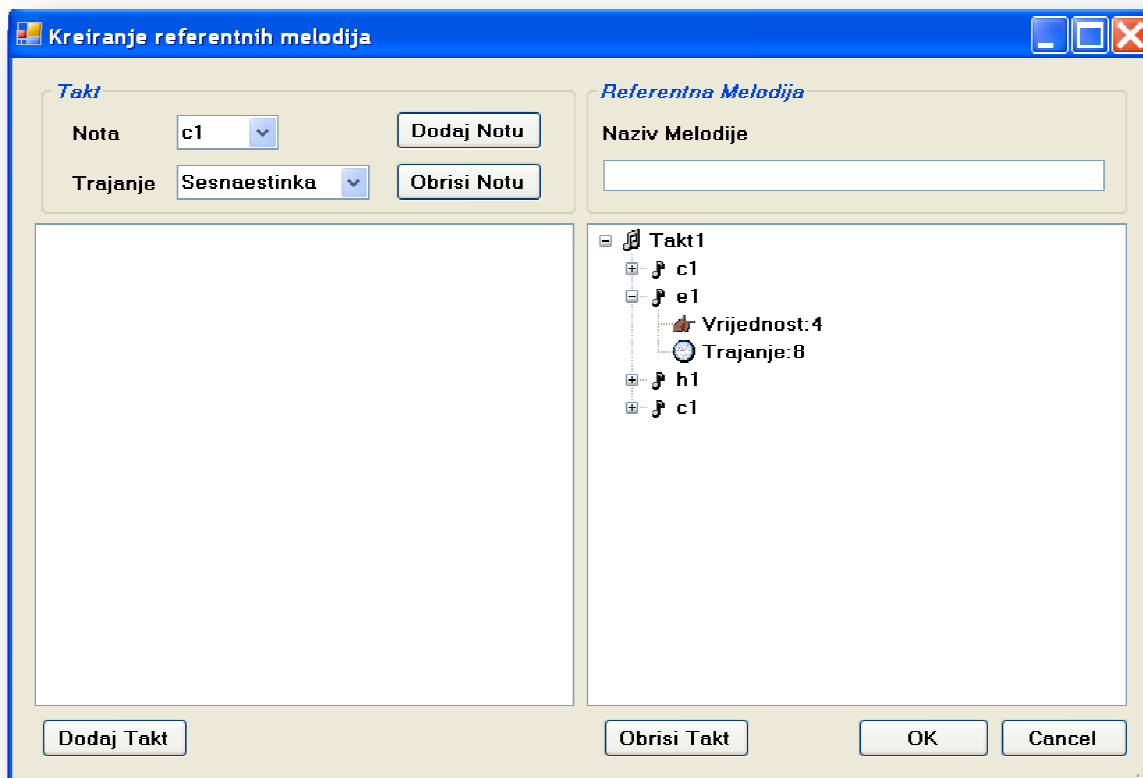 Kreiranje referentnih melodija
Takt
Nota
c1
Dodaj Notu
Trajanje
Sesnaestinka
Obrisi Notu
Referentna Melodija
Naziv Melodije
Takt1
c1
e1
Vrijednost:4
Trajanje:8
h1
c1
Dodaj Takt
Obrisi Takt
OK
Cancel